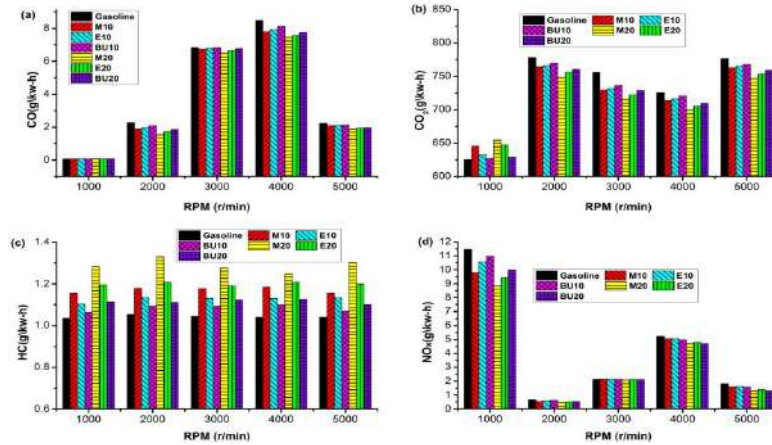 (a)
Gasoline
M10
E10
BU10
M20
E20
BU20
CO(g\kw-h)
8
6
4
2
0
1000 2000 3000 4000 5000
RPM (r/min)
(b)
Gasoline M10 E10
BU10 M20 E20
BU20
CO₂(g\kw-h)
850
800
750
700
650
600
1000 2000 3000 4000 5000
RPM (r/min)
(c)
Gasoline M10 E10
BU10 M20 E20
BU20
HC(g\kw-h)
1.4
1.2
1.0
0.8
0.6
1000 2000 3000 4000 5000
RPM (r/min)
(d)
Gasoline M10 E10
BU10 M20 E20
BU20
NOx(g\kw-h)
12
11
10
9
8
7
6
5
4
3
2
1
0
1000 2000 3000 4000 5000
RPM (r/min)